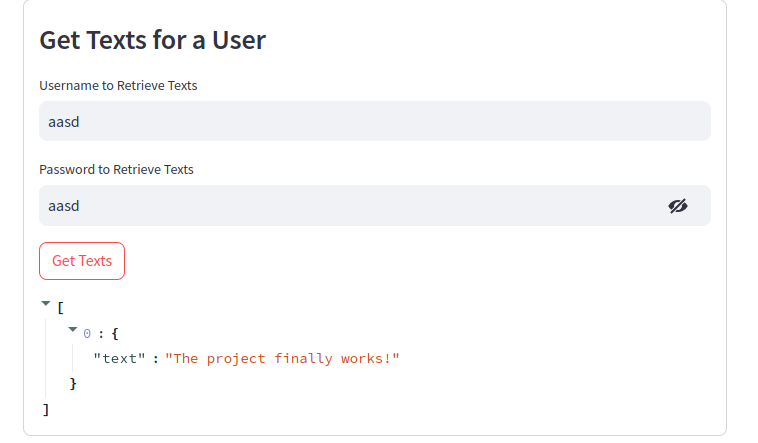 Get Texts for a User
Username to Retrieve Texts
aasd
Password to Retrieve Texts
aasd
Get Texts
[
0 : {
"text" : "The project finally works!"
}
]